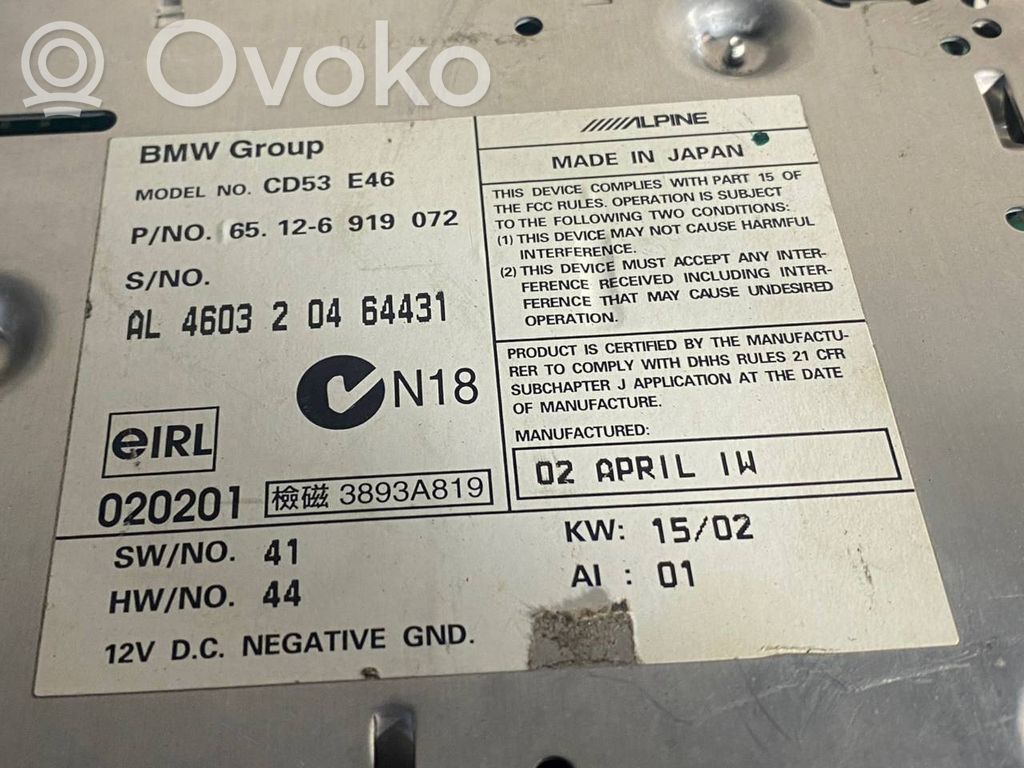 Ovoko
BMW Group
MODEL NO. CD53 E46
P/NO. 65. 12-6 919 072
S/NO.
AL 4603 2 04 64431
N18
eIRL
020201
檢磁 3893A819
ALPINE
MADE IN JAPAN
THIS DEVICE COMPLIES WITH PART 15 OF
THE FCC RULES. OPERATION IS SUBJECT
TO THE FOLLOWING TWO CONDITIONS:
(1) THIS DEVICE MAY NOT CAUSE HARMFUL
INTERFERENCE.
(2) THIS DEVICE MUST ACCEPT ANY INTER-
FERENCE RECEIVED INCLUDING INTER-
FERENCE THAT MAY CAUSE UNDESIRED
OPERATION.
PRODUCT IS CERTIFIED BY THE MANUFACTU-
RER TO COMPLY WITH DHHS RULES 21 CFR
SUBCHAPTER J APPLICATION AT THE DATE
OF MANUFACTURE.
MANUFACTURED:
02 APRIL IW
SW/NO. 41
HW/NO. 44
12V D.C. NEGATIVE GND.
KW: 15/02
AI : 01